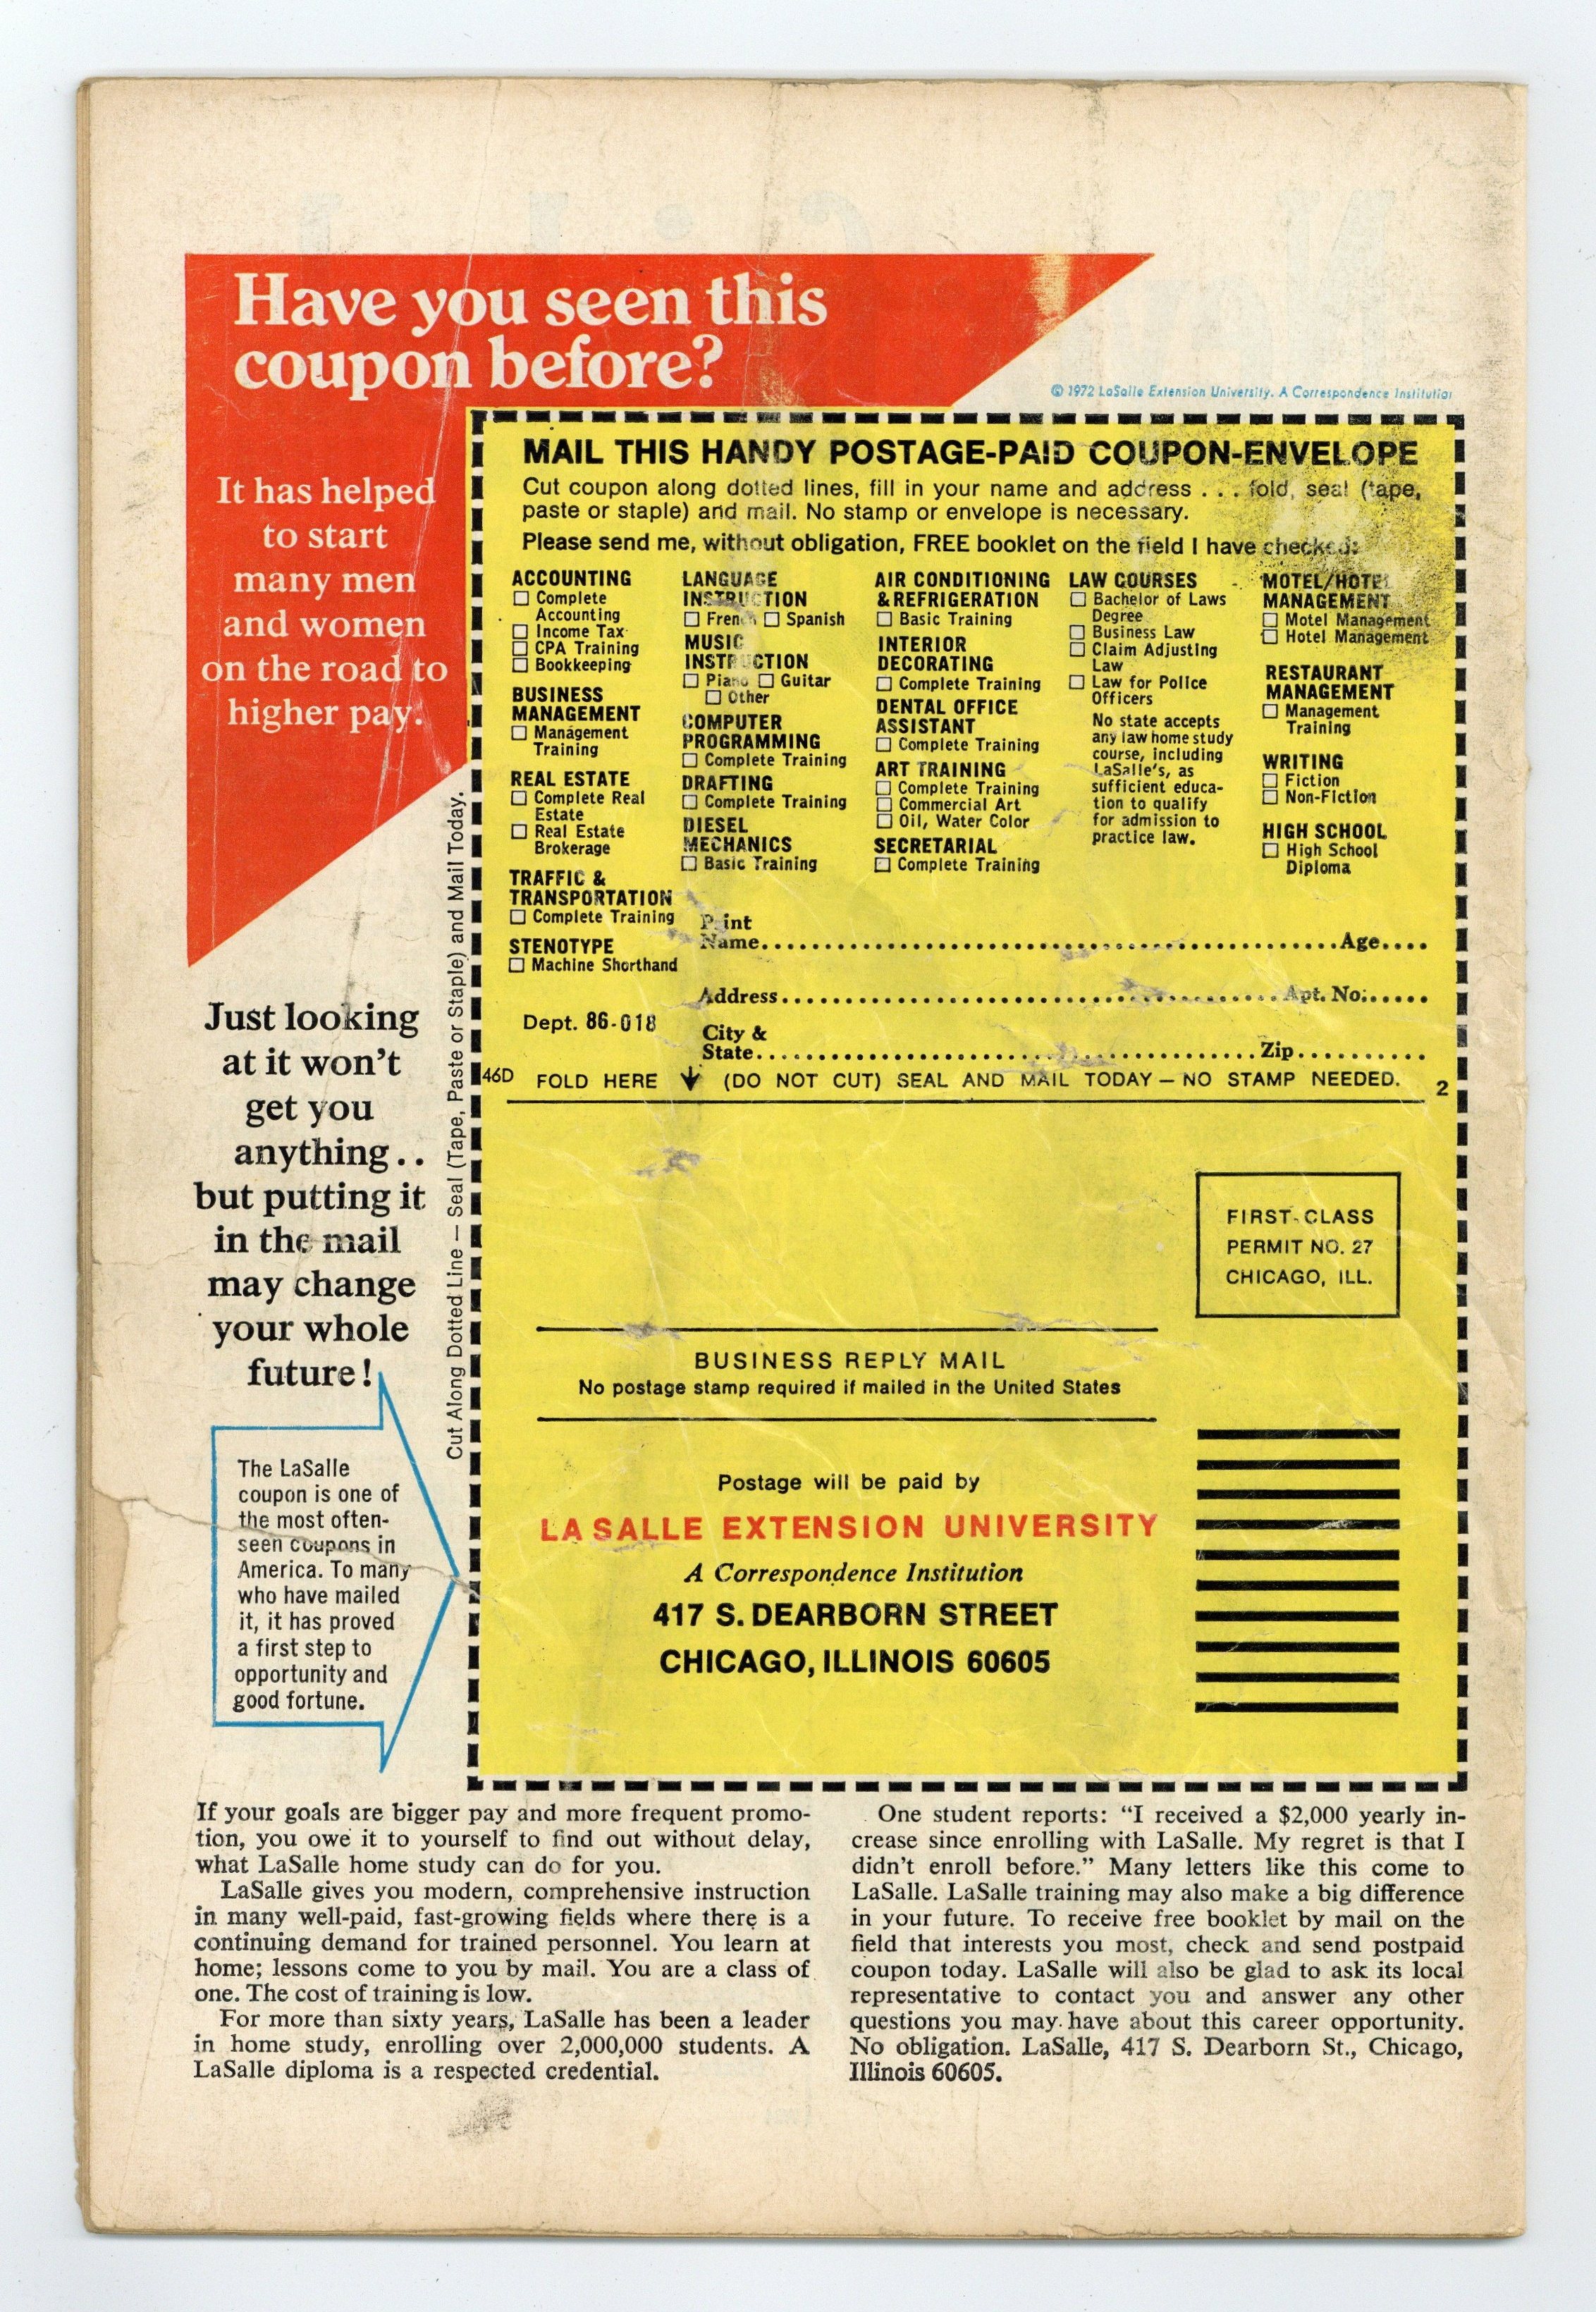 Have you seen this
coupon before?
© 1972 LaSalle Extension University. A Correspondence Institution
It has helped
to start
many men
and women
on the road to
higher pay.
Just looking
at it won't
get you
anything . .
but putting it
in the mail
may change
your whole
future!
The LaSalle
coupon is one of
the most often-
seen coupons in
America. To many
who have mailed
it, it has proved
a first step to
opportunity and
good fortune.
Cut Along Dotted Line — Seal (Tape, Paste or Staple) and Mail Today.
MAIL THIS HANDY POSTAGE-PAID COUPON-ENVELOPE
Cut coupon along dotted lines, fill in your name and address . . . fold, seal (tape,
paste or staple) and mail. No stamp or envelope is necessary.
Please send me, without obligation, FREE booklet on the field I have checked:
ACCOUNTING
☐ Complete
Accounting
☐ Income Tax
☐ CPA Training
☐ Bookkeeping
BUSINESS
MANAGEMENT
☐ Management
Training
REAL ESTATE
☐ Complete Real
Estate
☐ Real Estate
Brokerage
TRAFFIC &
TRANSPORTATION
☐ Complete Training
STENOTYPE
☐ Machine Shorthand
LANGUAGE
INSTRUCTION
☐ French ☐ Spanish
MUSIC
INSTRUCTION
☐ Piano ☐ Guitar
☐ Other
COMPUTER
PROGRAMMING
☐ Complete Training
DRAFTING
☐ Complete Training
DIESEL
MECHANICS
☐ Basic Training
AIR CONDITIONING
& REFRIGERATION
☐ Basic Training
INTERIOR
DECORATING
☐ Complete Training
DENTAL OFFICE
ASSISTANT
☐ Complete Training
ART TRAINING
☐ Complete Training
☐ Commercial Art
☐ Oil, Water Color
SECRETARIAL
☐ Complete Training
LAW COURSES
☐ Bachelor of Laws
Degree
☐ Business Law
☐ Claim Adjusting
Law
☐ Law for Police
Officers
No state accepts
any law home study
course, including
LaSalle's, as
sufficient educa-
tion to qualify
for admission to
practice law.
MOTEL/HOTEL
MANAGEMENT
☐ Motel Management
☐ Hotel Management
RESTAURANT
MANAGEMENT
☐ Management
Training
WRITING
☐ Fiction
☐ Non-Fiction
HIGH SCHOOL
☐ High School
Diploma
Print
Name.................................................Age....
Address..........................................Apt. No......
Dept. 86-018
City &
State...........................................Zip...........
46D FOLD HERE ↓ (DO NOT CUT) SEAL AND MAIL TODAY — NO STAMP NEEDED. 2
FIRST-CLASS
PERMIT NO. 27
CHICAGO, ILL.
BUSINESS REPLY MAIL
No postage stamp required if mailed in the United States
Postage will be paid by
LA SALLE EXTENSION UNIVERSITY
A Correspondence Institution
417 S. DEARBORN STREET
CHICAGO, ILLINOIS 60605
If your goals are bigger pay and more frequent promo-
tion, you owe it to yourself to find out without delay,
what LaSalle home study can do for you.
LaSalle gives you modern, comprehensive instruction
in many well-paid, fast-growing fields where there is a
continuing demand for trained personnel. You learn at
home; lessons come to you by mail. You are a class of
one. The cost of training is low.
For more than sixty years, LaSalle has been a leader
in home study, enrolling over 2,000,000 students. A
LaSalle diploma is a respected credential.
One student reports: "I received a $2,000 yearly in-
crease since enrolling with LaSalle. My regret is that I
didn't enroll before." Many letters like this come to
LaSalle. LaSalle training may also make a big difference
in your future. To receive free booklet by mail on the
field that interests you most, check and send postpaid
coupon today. LaSalle will also be glad to ask its local
representative to contact you and answer any other
questions you may have about this career opportunity.
No obligation. LaSalle, 417 S. Dearborn St., Chicago,
Illinois 60605.